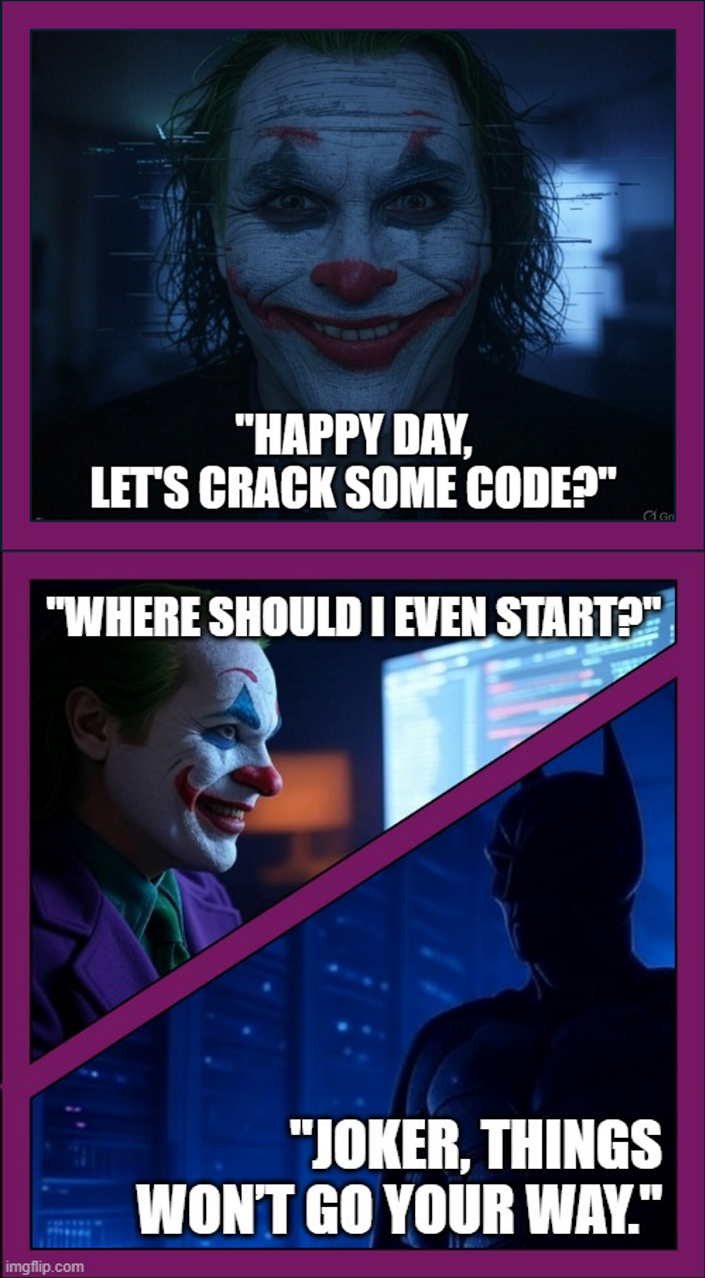 "HAPPY DAY,
LET'S CRACK SOME CODE?"
"WHERE SHOULD I EVEN START?"
"JOKER, THINGS
WON’T GO YOUR WAY."
imgflip.com